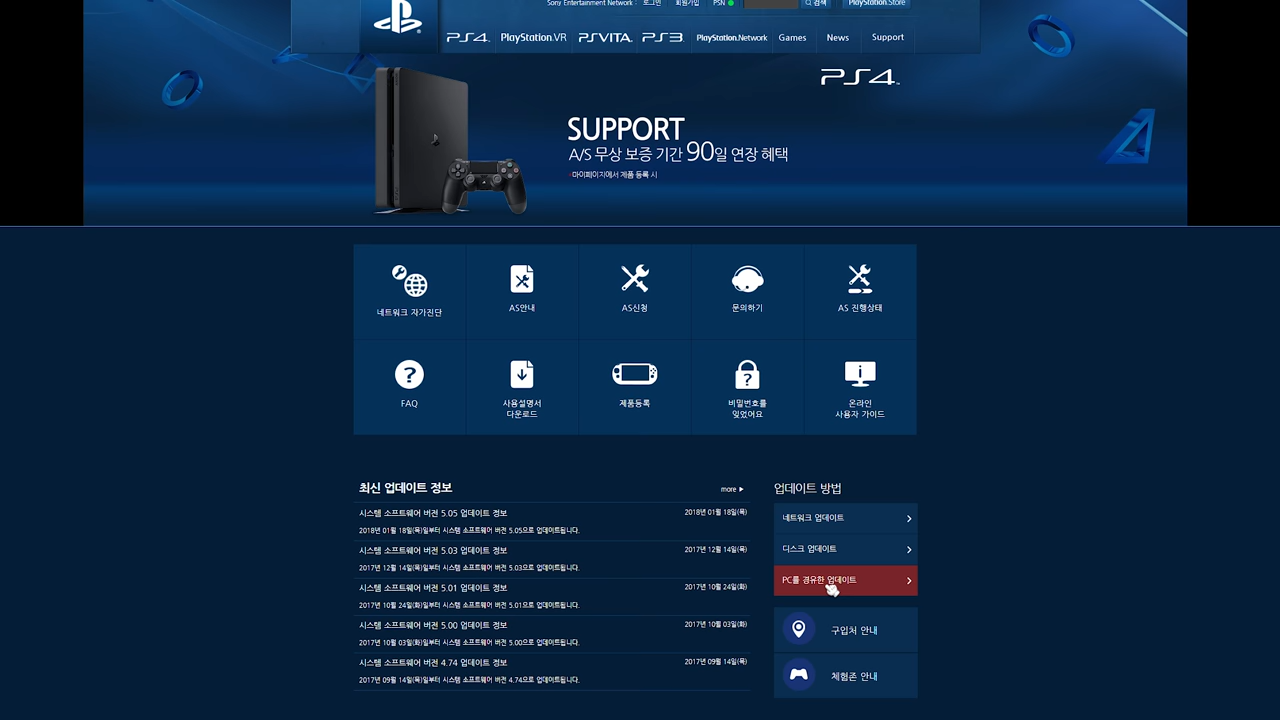 Sony Entertainment Network : 로그인 회원가입 PSN 검색 PlayStation.Store
PS4 PlayStation.VR PSVITA PS3 PlayStation.Network Games News Support
PS4™
SUPPORT
A/S 무상 보증 기간 90일 연장 혜택
마이페이지에서 제품 등록 시
네트워크 자가진단
AS안내
AS신청
문의하기
AS 진행상태
FAQ
사용설명서
다운로드
제품등록
비밀번호를
잊었어요
온라인
사용자 가이드
최신 업데이트 정보
more
시스템 소프트웨어 버전 5.05 업데이트 정보 2018년 01월 18일(목)
2018년 01월 18일(목)일부터 시스템 소프트웨어 버전 5.05으로 업데이트됩니다.
시스템 소프트웨어 버전 5.03 업데이트 정보 2017년 12월 14일(목)
2017년 12월 14일(목)일부터 시스템 소프트웨어 버전 5.03으로 업데이트됩니다.
시스템 소프트웨어 버전 5.01 업데이트 정보 2017년 10월 24일(화)
2017년 10월 24일(화)일부터 시스템 소프트웨어 버전 5.01으로 업데이트됩니다.
시스템 소프트웨어 버전 5.00 업데이트 정보 2017년 10월 03일(화)
2017년 10월 03일(화)일부터 시스템 소프트웨어 버전 5.00으로 업데이트됩니다.
시스템 소프트웨어 버전 4.74 업데이트 정보 2017년 09월 14일(목)
2017년 09월 14일(목)일부터 시스템 소프트웨어 버전 4.74으로 업데이트됩니다.
업데이트 방법
네트워크 업데이트
디스크 업데이트
PC를 경유한 업데이트
구입처 안내
체험존 안내